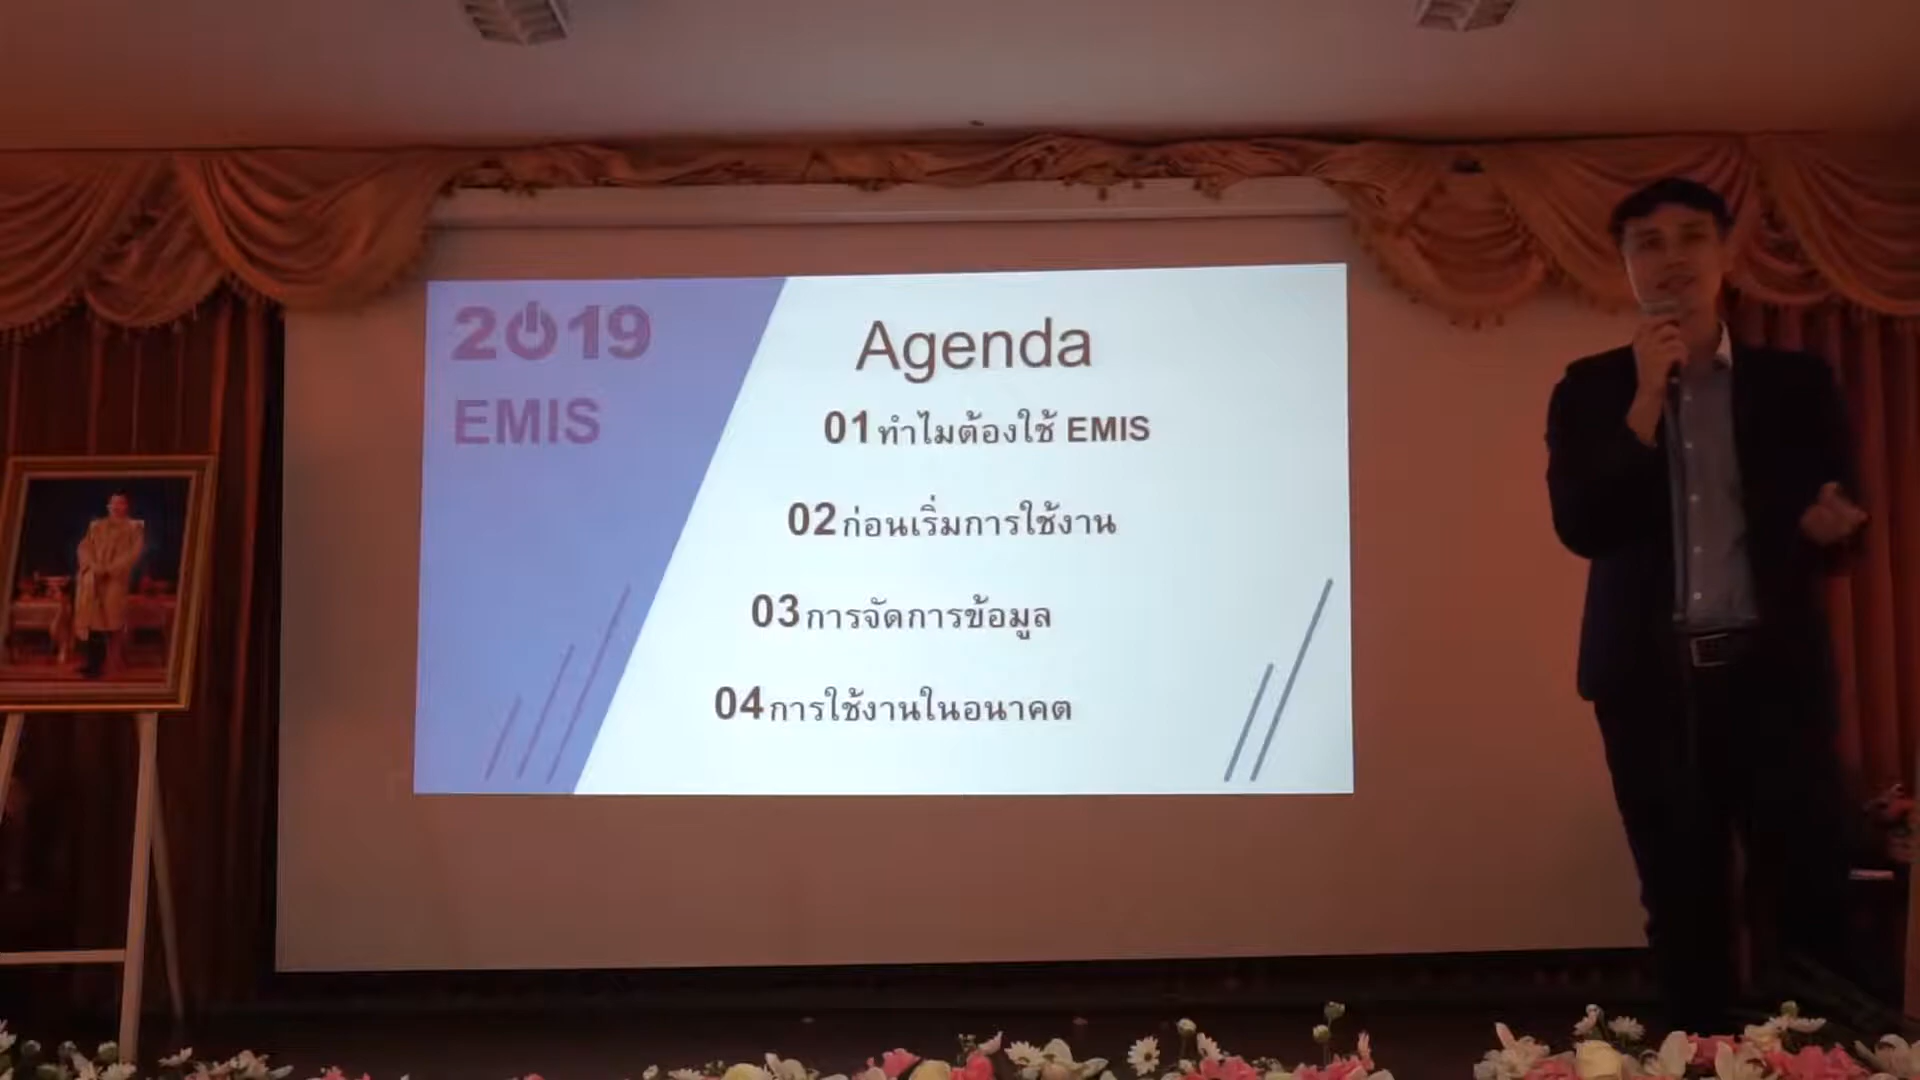 2019
EMIS
Agenda
01 ทำไมต้องใช้ EMIS
02 ก่อนเริ่มการใช้งาน
03 การจัดการข้อมูล
04 การใช้งานในอนาคต